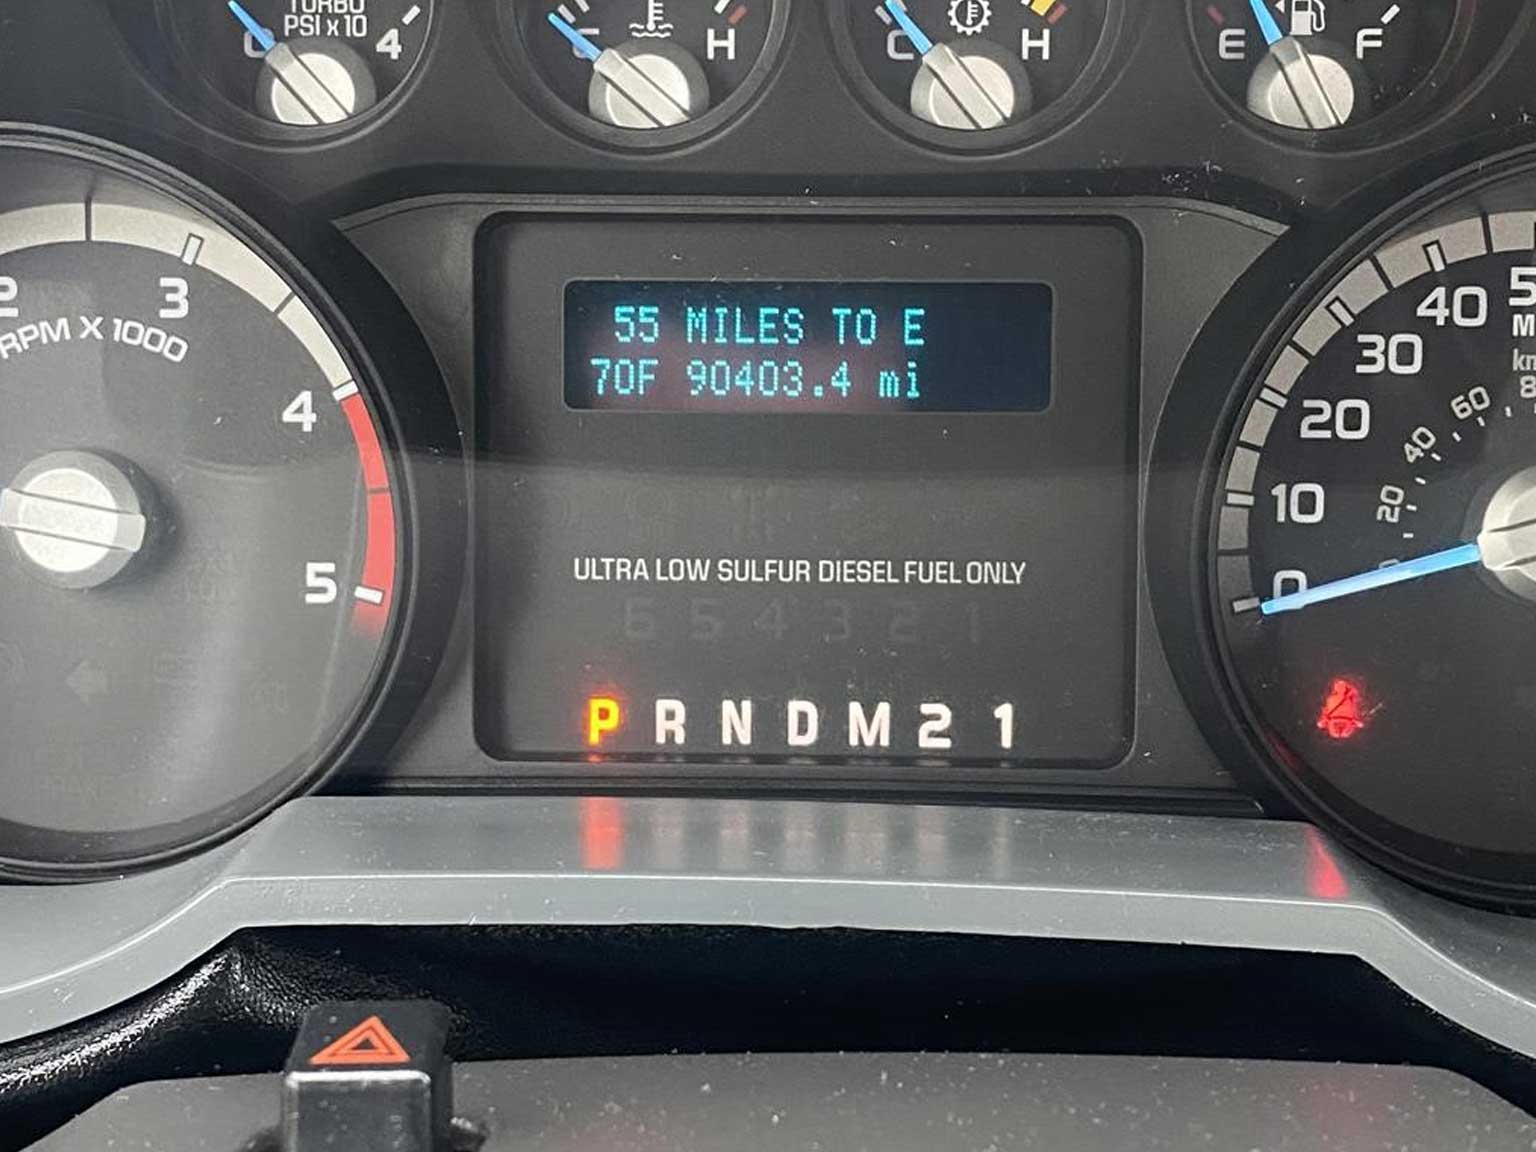 TURBO
PSI x 10
C 4
C H
C H
E F
2 3 4 5
RPM X 1000
55 MILES TO E
70F 90403.4 mi
ULTRA LOW SULFUR DIESEL FUEL ONLY
6 5 4 3 2 1
P R N D M 2 1
0 10 20 30 40
20 40 60